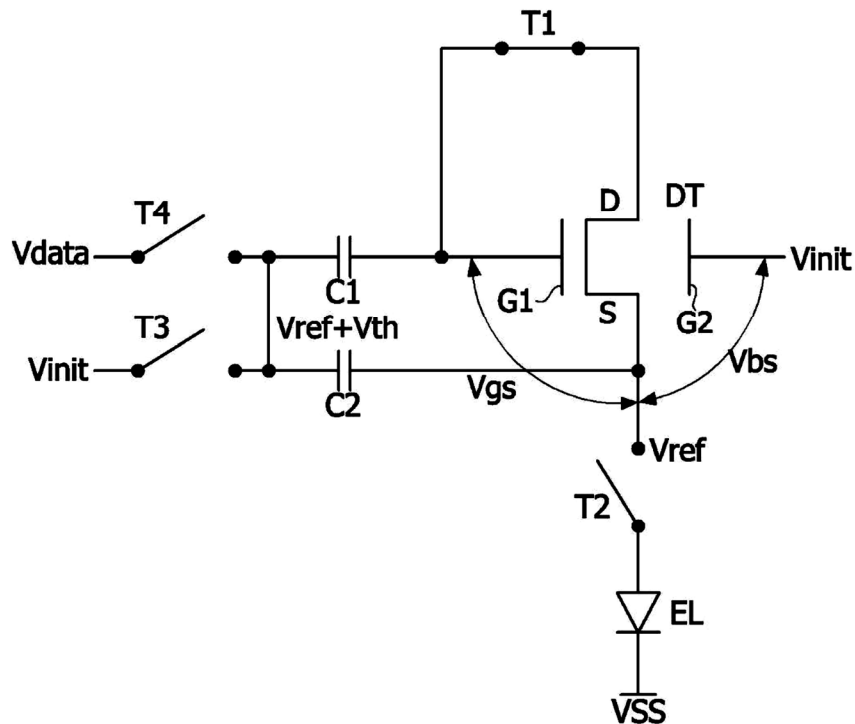 T1
D
DT
T4
Vdata
C1
G1
S
G2
Vinit
T3
Vref+Vth
Vinit
C2
Vgs
Vbs
Vref
T2
EL
VSS